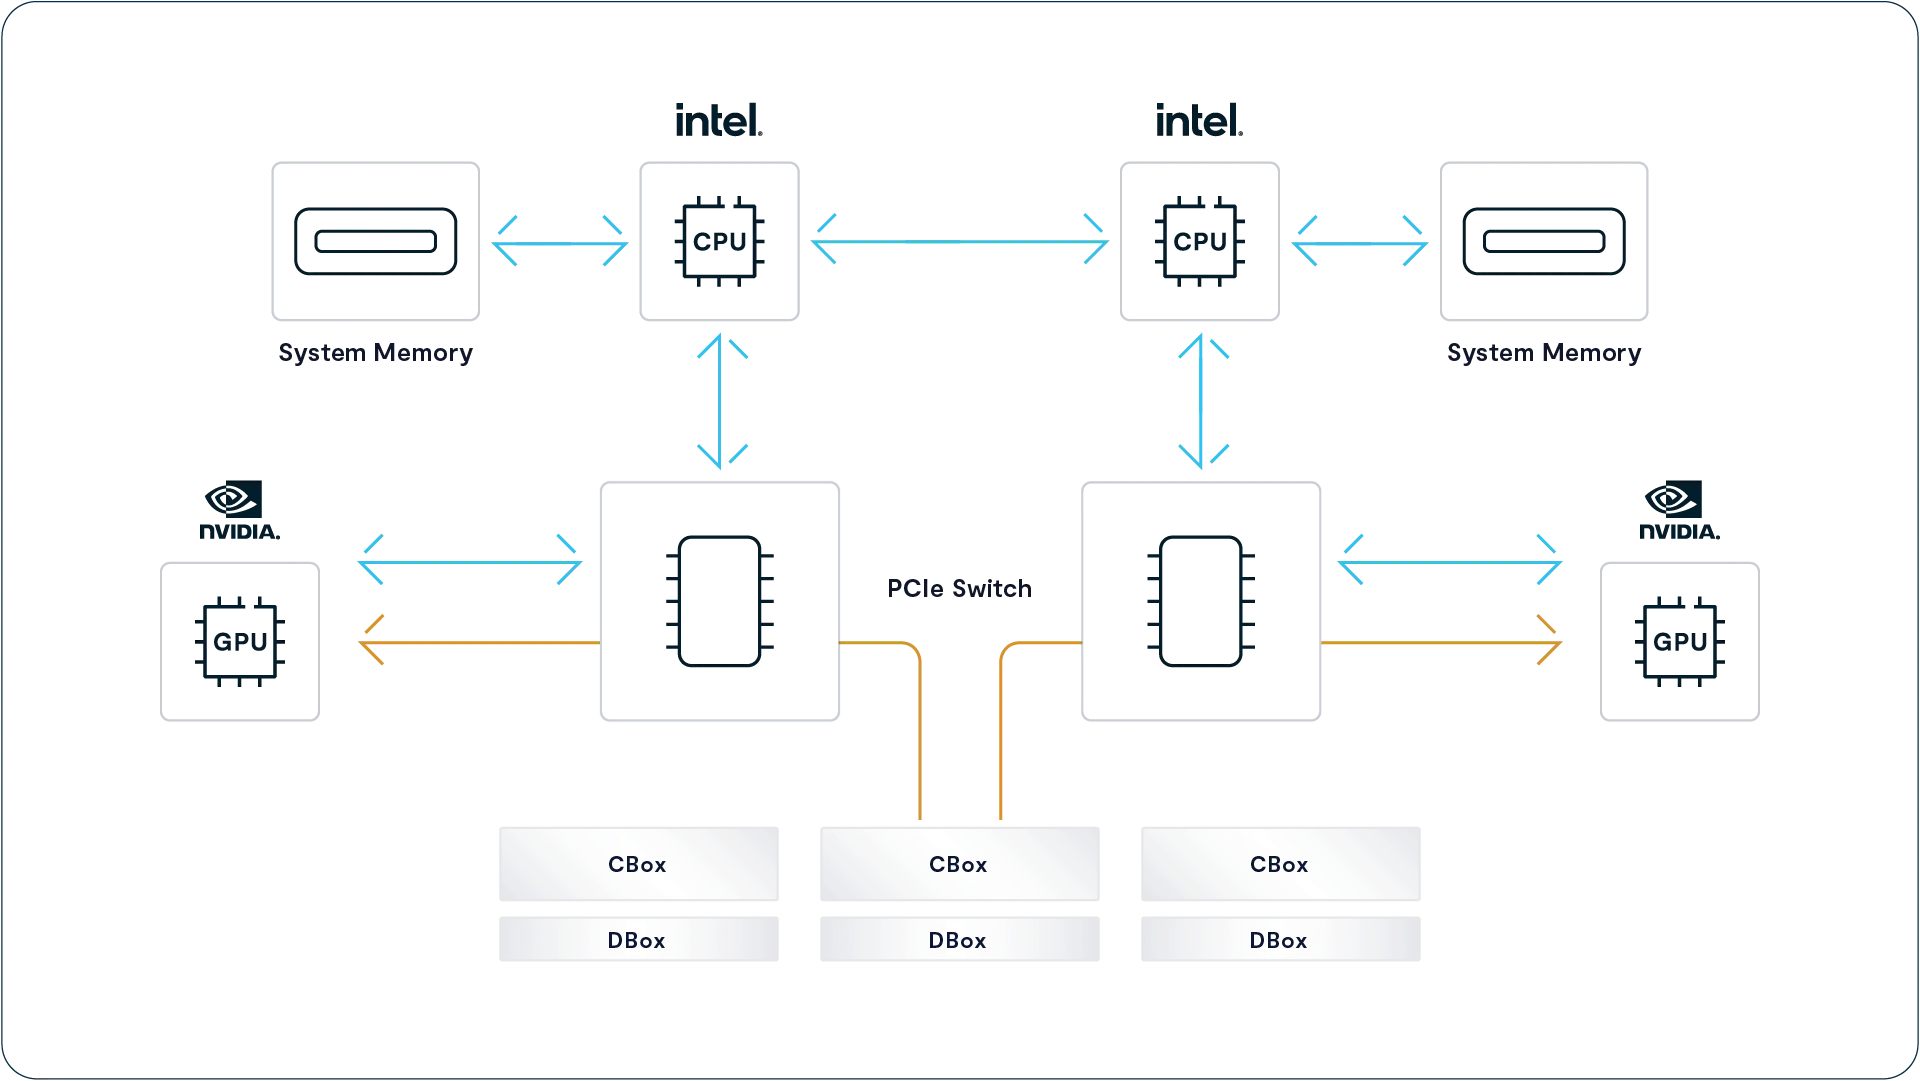 intel.
intel.
CPU
CPU
System Memory
System Memory
NVIDIA.
NVIDIA.
PCIe Switch
GPU
GPU
CBox
CBox
CBox
DBox
DBox
DBox